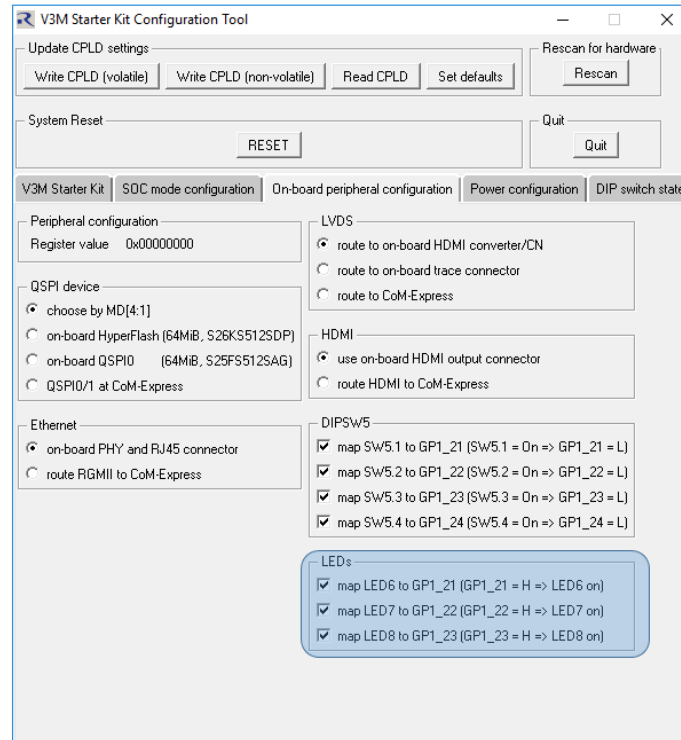 V3M Starter Kit Configuration Tool
Update CPLD settings
Write CPLD (volatile)
Write CPLD (non-volatile)
Read CPLD
Set defaults
Rescan for hardware
Rescan
System Reset
RESET
Quit
Quit
V3M Starter Kit
SOC mode configuration
On-board peripheral configuration
Power configuration
DIP switch state
Peripheral configuration
Register value 0x00000000
QSPI device
choose by MD[4:1]
on-board HyperFlash (64MiB, S26KS512SDP)
on-board QSPI0 (64MiB, S25FS512SAG)
QSPI0/1 at CoM-Express
Ethernet
on-board PHY and RJ45 connector
route RGMII to CoM-Express
LVDS
route to on-board HDMI converter/CN
route to on-board trace connector
route to CoM-Express
HDMI
use on-board HDMI output connector
route HDMI to CoM-Express
DIPSW5
map SW5.1 to GP1_21 (SW5.1 = On => GP1_21 = L)
map SW5.2 to GP1_22 (SW5.2 = On => GP1_22 = L)
map SW5.3 to GP1_23 (SW5.3 = On => GP1_23 = L)
map SW5.4 to GP1_24 (SW5.4 = On => GP1_24 = L)
LEDs
map LED6 to GP1_21 (GP1_21 = H => LED6 on)
map LED7 to GP1_22 (GP1_22 = H => LED7 on)
map LED8 to GP1_23 (GP1_23 = H => LED8 on)